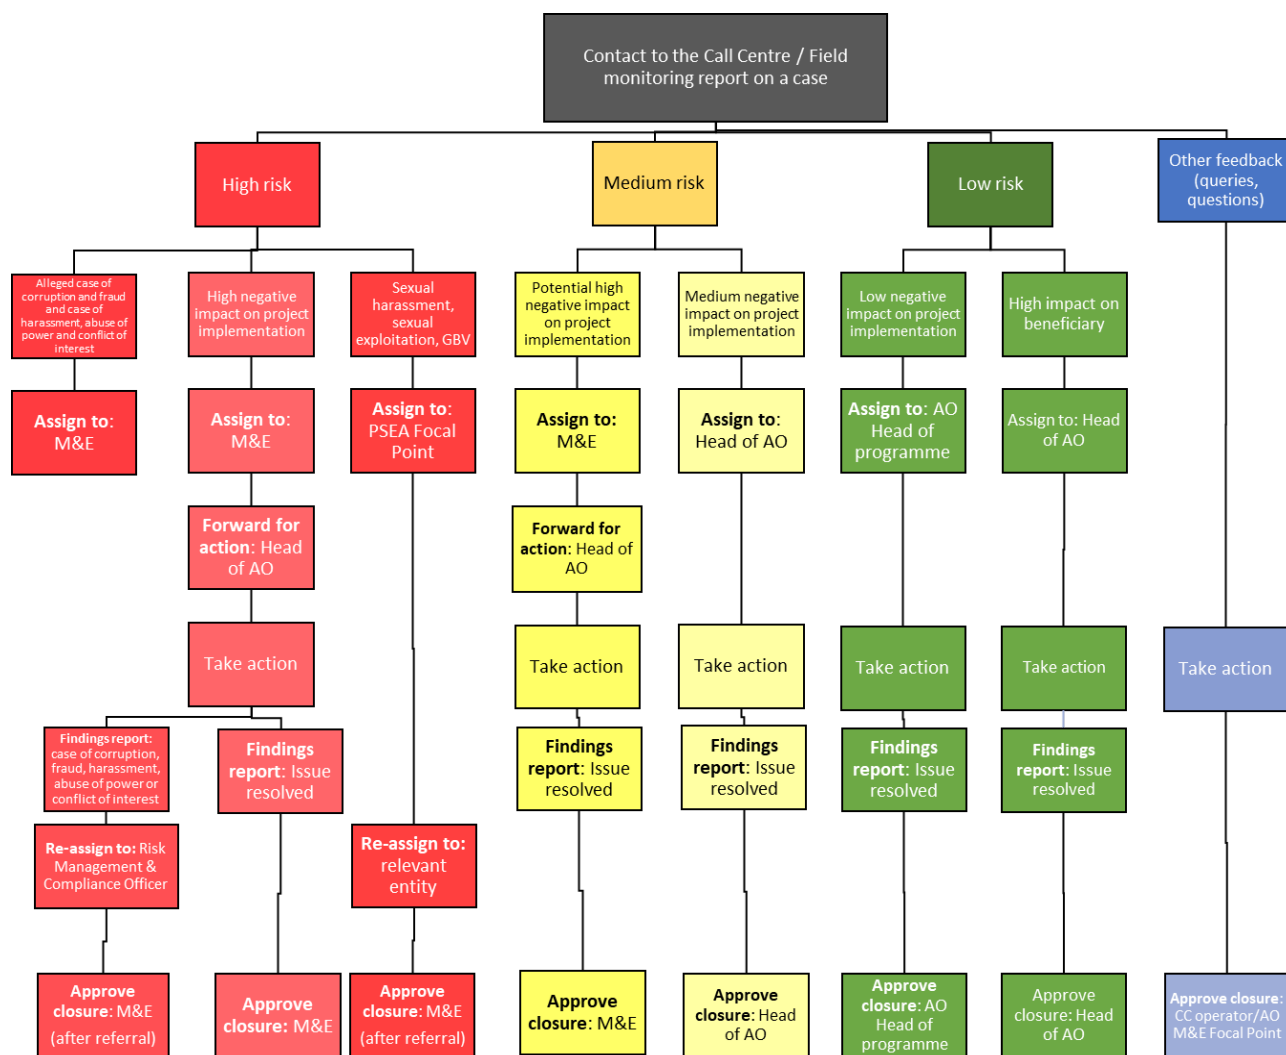 Contact to the Call Centre / Field
monitoring report on a case
High risk
Medium risk
Low risk
Other feedback
(queries,
questions)
Alleged case of
corruption and fraud
and case of
harassment, abuse of
power and conflict of
interest
High negative
impact on project
implementation
Sexual
harassment,
sexual
exploitation, GBV
Potential high
negative impact
on project
implementation
Medium negative
impact on project
implementation
Low negative
impact on project
implementation
High impact on
beneficiary
Assign to:
M&E
Assign to:
M&E
Assign to:
PSEA Focal
Point
Assign to:
M&E
Assign to:
Head of AO
Assign to: AO
Head of
programme
Assign to: Head
of AO
Forward for
action: Head
of AO
Forward for
action: Head of
AO
Take action
Take action
Take action
Take action
Take action
Take action
Findings report:
case of corruption,
fraud, harassment,
abuse of power or
conflict of interest
Findings
report: Issue
resolved
Findings
report: Issue
resolved
Findings
report: Issue
resolved
Findings
report: Issue
resolved
Findings
report: Issue
resolved
Re-assign to: Risk
Management &
Compliance Officer
Re-assign to:
relevant
entity
Approve
closure: M&E
(after referral)
Approve
closure: M&E
Approve
closure: M&E
(after referral)
Approve
closure: M&E
Approve
closure: Head
of AO
Approve
closure: AO
Head of
programme
Approve
closure: Head
of AO
Approve closure:
CC operator/AO
M&E Focal Point